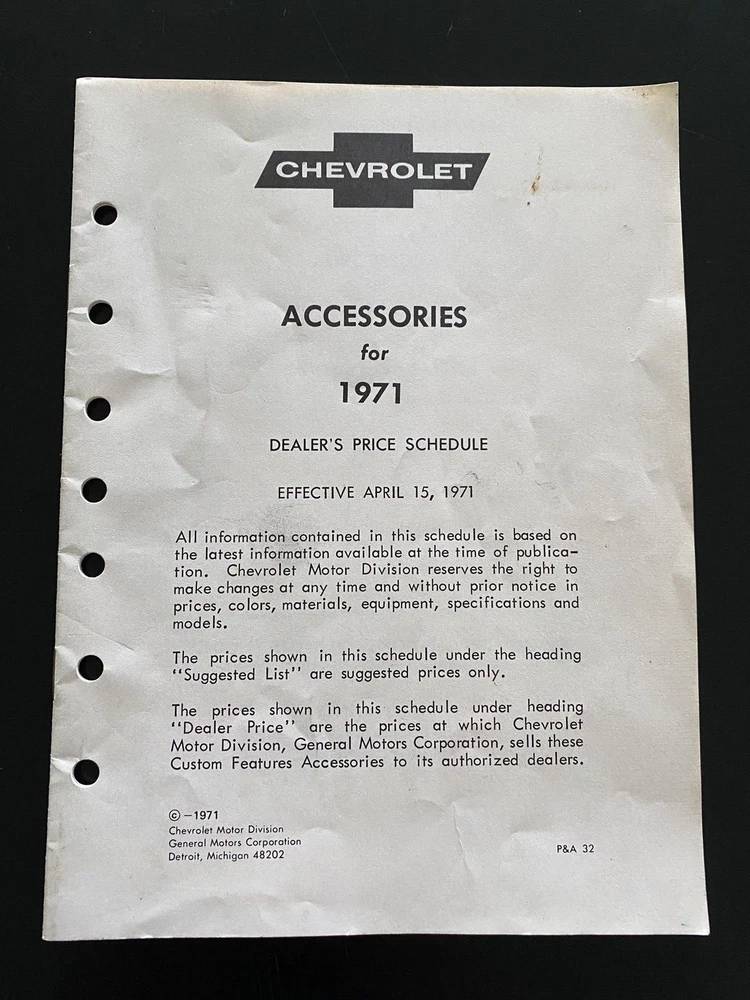 CHEVROLET
ACCESSORIES
for
1971
DEALER'S PRICE SCHEDULE
EFFECTIVE APRIL 15, 1971
All information contained in this schedule is based on
the latest information available at the time of publica-
tion. Chevrolet Motor Division reserves the right to
make changes at any time and without prior notice in
prices, colors, materials, equipment, specifications and
models.
The prices shown in this schedule under the heading
"Suggested List" are suggested prices only.
The prices shown in this schedule under heading
"Dealer Price" are the prices at which Chevrolet
Motor Division, General Motors Corporation, sells these
Custom Features Accessories to its authorized dealers.
© –1971
Chevrolet Motor Division
General Motors Corporation
Detroit, Michigan 48202
P&A 32